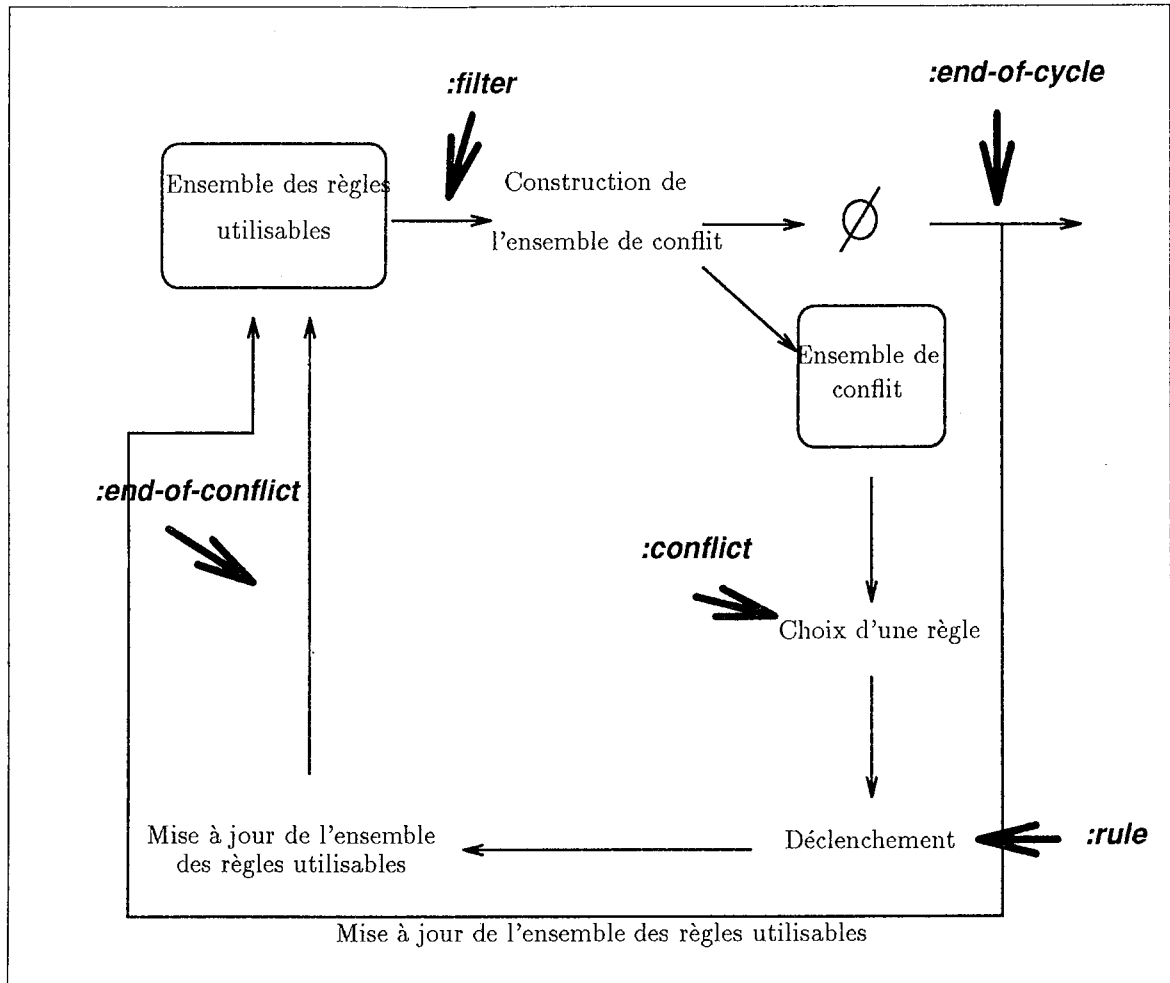 :filter
:end-of-cycle
Ensemble des règles
utilisables
Construction de
l'ensemble de conflit
∅
Ensemble de
conflit
:end-of-conflict
:conflict
Choix d'une règle
Mise à jour de l'ensemble
des règles utilisables
Déclenchement
:rule
Mise à jour de l'ensemble des règles utilisables